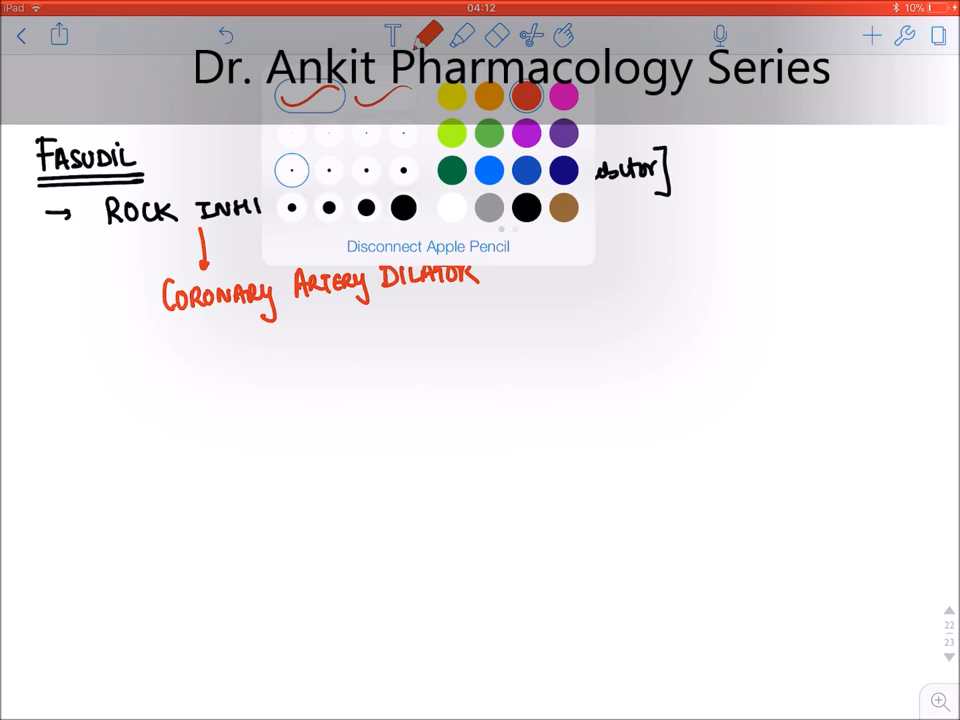 iPad 04:12 10%
Dr. Ankit Pharmacology Series
FASUDIL
→ ROCK INHI
CORONARY ARTERY DILATOR
Disconnect Apple Pencil
22
23